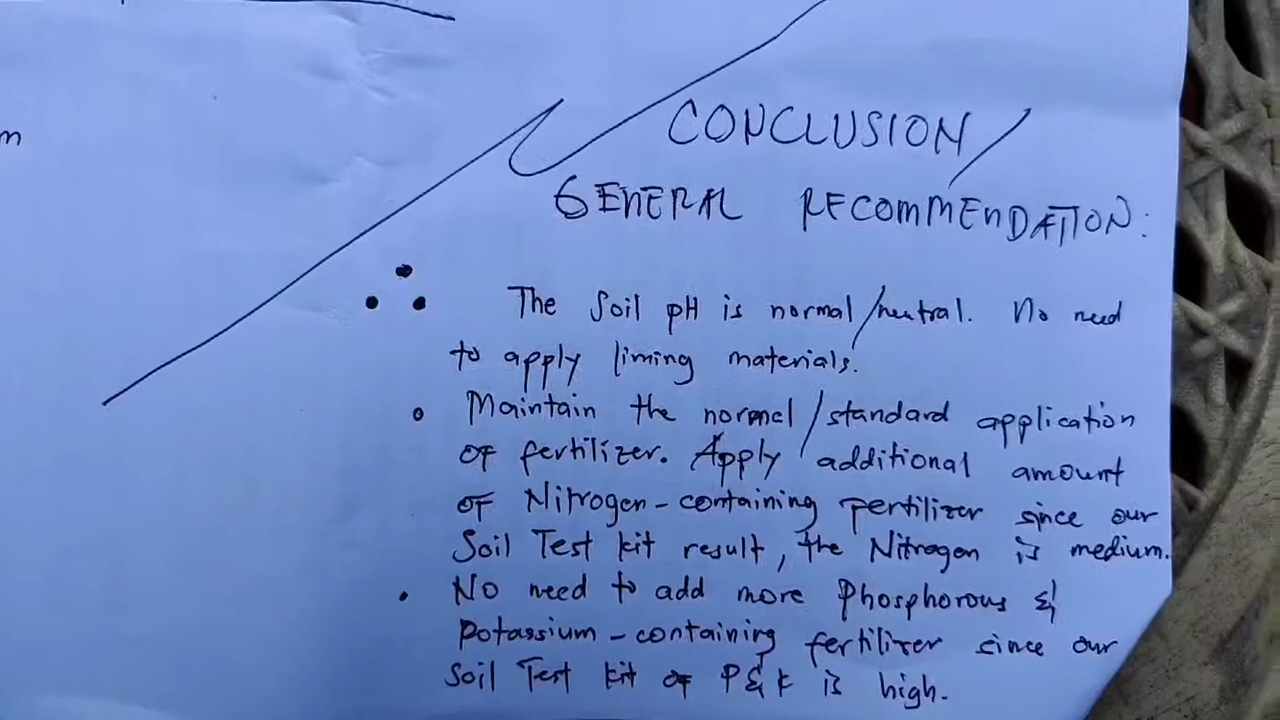 m
CONCLUSION/
GENERAL RECOMMENDATION:
∴ The Soil pH is normal/neutral. No need
to apply liming materials.
• Maintain the normal/standard application
of fertilizer. Apply additional amount
of Nitrogen-containing pertilizer since our
Soil Test kit result, the Nitrogen is medium.
• No need to add more Phosphorous &
potassium-containing fertilizer since our
Soil Test kit of P&K is high.